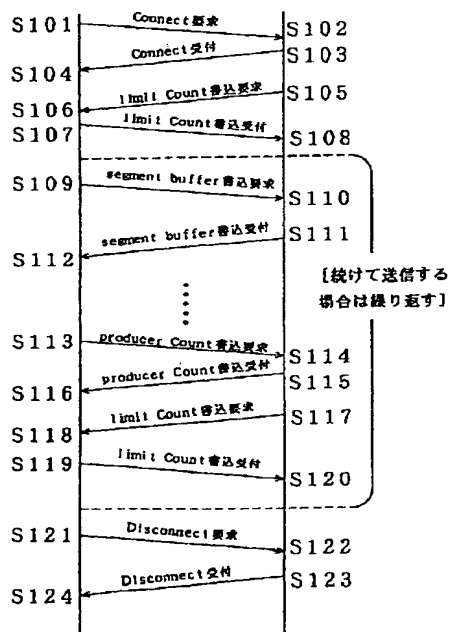 S101
Connect要求
S102
Connect受付
S103
S104
limit Count書込要求
S105
S106
limit Count書込受付
S107
S108
segment buffer書込要求
S109
S110
segment buffer書込受付
S111
S112
[続けて送信する
場合は繰り返す]
producer Count書込要求
S113
S114
producer Count書込受付
S115
S116
limit Count書込要求
S117
S118
limit Count書込受付
S119
S120
Disconnect要求
S121
S122
Disconnect受付
S123
S124